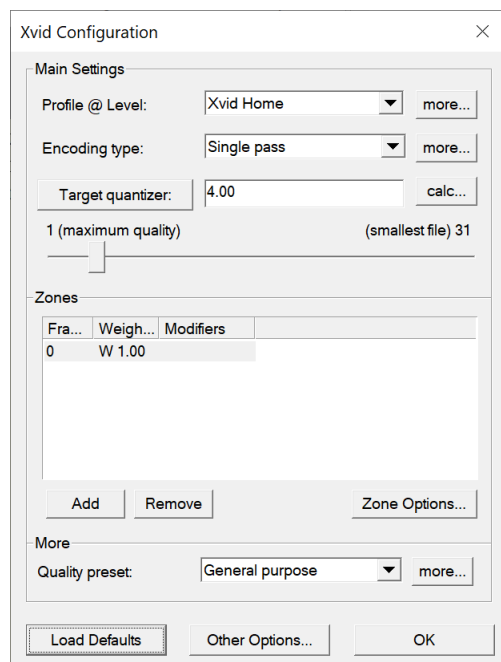 Xvid Configuration
Main Settings
Profile @ Level: Xvid Home more...
Encoding type: Single pass more...
Target quantizer: 4.00 calc...
1 (maximum quality) (smallest file) 31
Zones
Fra... Weigh... Modifiers
0 W 1.00
Add Remove Zone Options...
More
Quality preset: General purpose more...
Load Defaults Other Options... OK